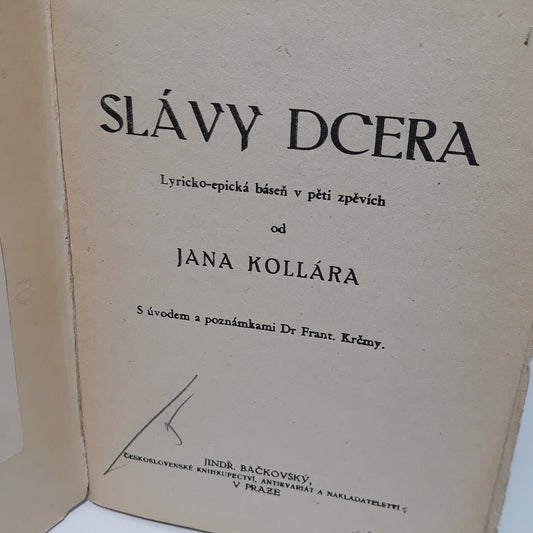 SLÁVY DCERA
Lyricko-epická báseň v pěti zpěvích
od
JANA KOLLÁRA
S úvodem a poznámkami Dr Frant. Krčmy.
JINDŘ. BAČKOVSKÝ,
ČESKOSLOVENSKÉ KNIHKUPECTVÍ, ANTIKVARIÁT A NAKLADATELSTVÍ
V PRAZE